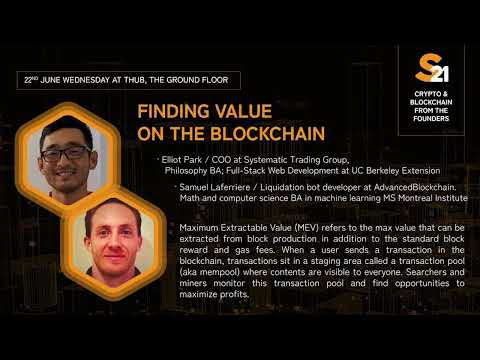 22ND JUNE WEDNESDAY AT THUB, THE GROUND FLOOR
S21
CRYPTO &
BLOCKCHAIN
FROM THE
FOUNDERS
FINDING VALUE
ON THE BLOCKCHAIN
· Elliot Park / COO at Systematic Trading Group,
Philosophy BA; Full-Stack Web Development at UC Berkeley Extension
· Samuel Laferriere / Liquidation bot developer at AdvancedBlockchain.
Math and computer science BA in machine learning MS Montreal Institute
Maximum Extractable Value (MEV) refers to the max value that can be
extracted from block production in addition to the standard block
reward and gas fees. When a user sends a transaction in the
blockchain, transactions sit in a staging area called a transaction pool
(aka mempool) where contents are visible to everyone. Searchers and
miners monitor this transaction pool and find opportunities to
maximize profits.